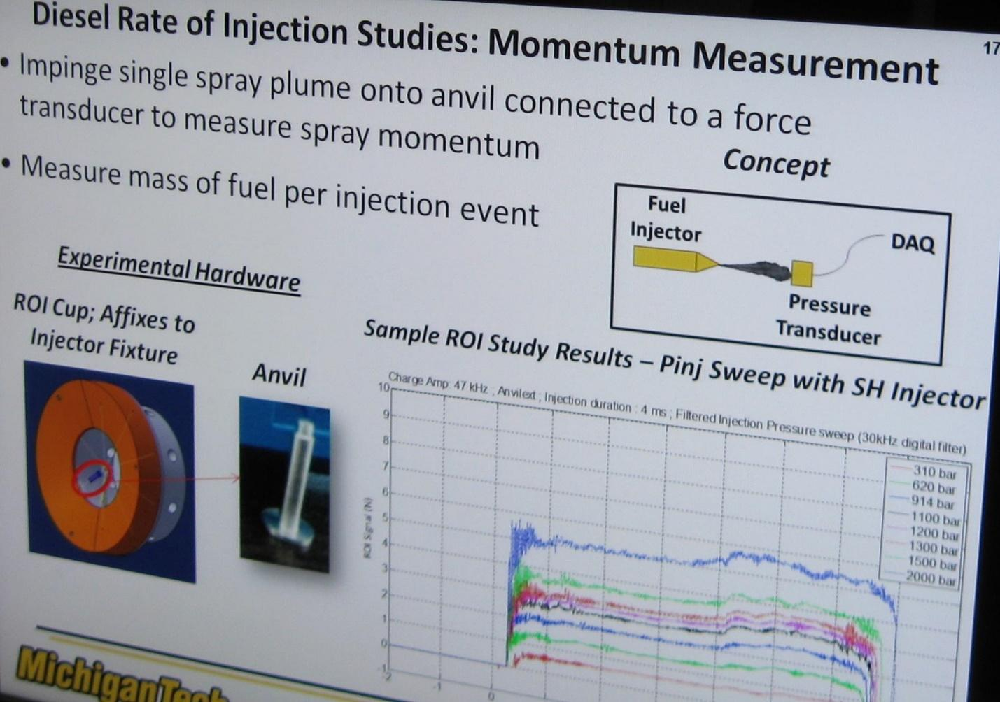 Diesel Rate of Injection Studies: Momentum Measurement
17
• Impinge single spray plume onto anvil connected to a force
transducer to measure spray momentum
• Measure mass of fuel per injection event
Concept
Fuel
Injector
DAQ
Pressure
Transducer
Experimental Hardware
ROI Cup; Affixes to
Injector Fixture
Anvil
Sample ROI Study Results – Pinj Sweep with SH Injector
Charge Amp: 47 kHz ; Anvilext ; Injection duration : 4 ms ; Filtered Injection Pressure sweep (30kHz digital filter)
10
9
8
7
6
5
4
3
2
1
0
-1
ROI Signal (N)
-2
-1
0
310 bar
620 bar
914 bar
1100 bar
1200 bar
1300 bar
1500 bar
2000 bar
MichiganTech